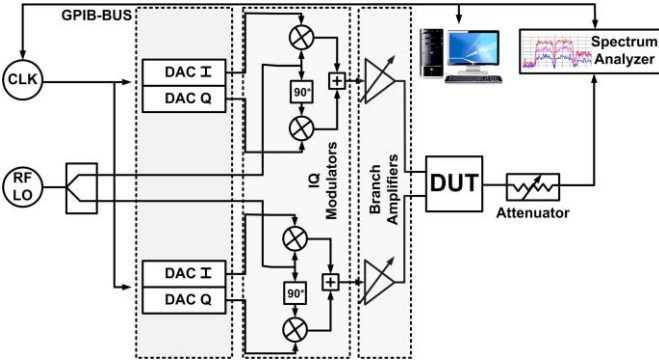 GPIB-BUS
CLK
DAC I
DAC Q
90°
Spectrum
Analyzer
RF
LO
IQ
Modulators
Branch
Amplifiers
DUT
Attenuator
DAC I
DAC Q
90°